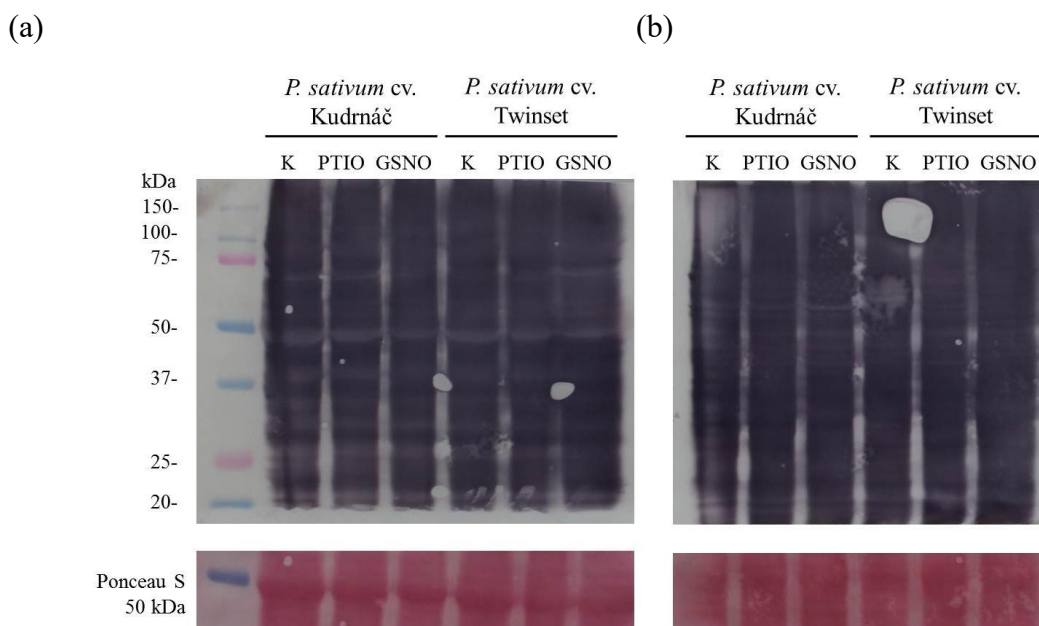 (a)
P. sativum cv.
Kudrnáč
P. sativum cv.
Twinset
K PTIO GSNO K PTIO GSNO
kDa
150-
100-
75-
50-
37-
25-
20-
Ponceau S
50 kDa
(b)
P. sativum cv.
Kudrnáč
P. sativum cv.
Twinset
K PTIO GSNO K PTIO GSNO